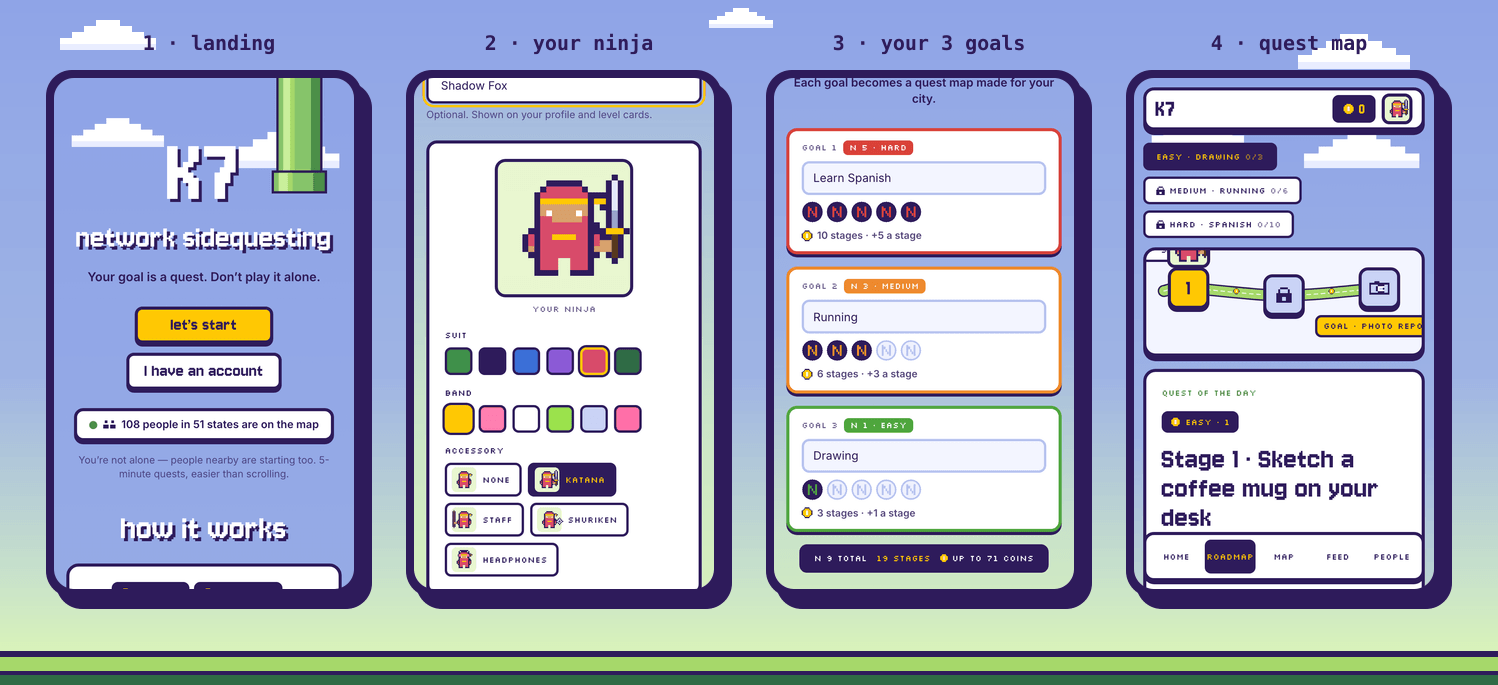 1 · landing
K7
network sidequesting
Your goal is a quest. Don't play it alone.
let's start
I have an account
108 people in 51 states are on the map
You're not alone — people nearby are starting too. 5-
minute quests, easier than scrolling.
how it works
2 · your ninja
Shadow Fox
Optional. Shown on your profile and level cards.
YOUR NINJA
SUIT
BAND
ACCESSORY
NONE
KATANA
STAFF
SHURIKEN
HEADPHONES
3 · your 3 goals
Each goal becomes a quest map made for your
city.
GOAL 1 N 5 · HARD
Learn Spanish
N N N N N
10 stages · +5 a stage
GOAL 2 N 3 · MEDIUM
Running
N N N N N
6 stages · +3 a stage
GOAL 3 N 1 · EASY
Drawing
N N N N N
3 stages · +1 a stage
N 9 TOTAL 19 STAGES UP TO 71 COINS
4 · quest map
K7
0
EASY · DRAWING 0/3
MEDIUM · RUNNING 0/6
HARD · SPANISH 0/10
1
GOAL · PHOTO REPO
QUEST OF THE DAY
EASY · 1
Stage 1 · Sketch a
coffee mug on your
desk
HOME ROADMAP MAP FEED PEOPLE